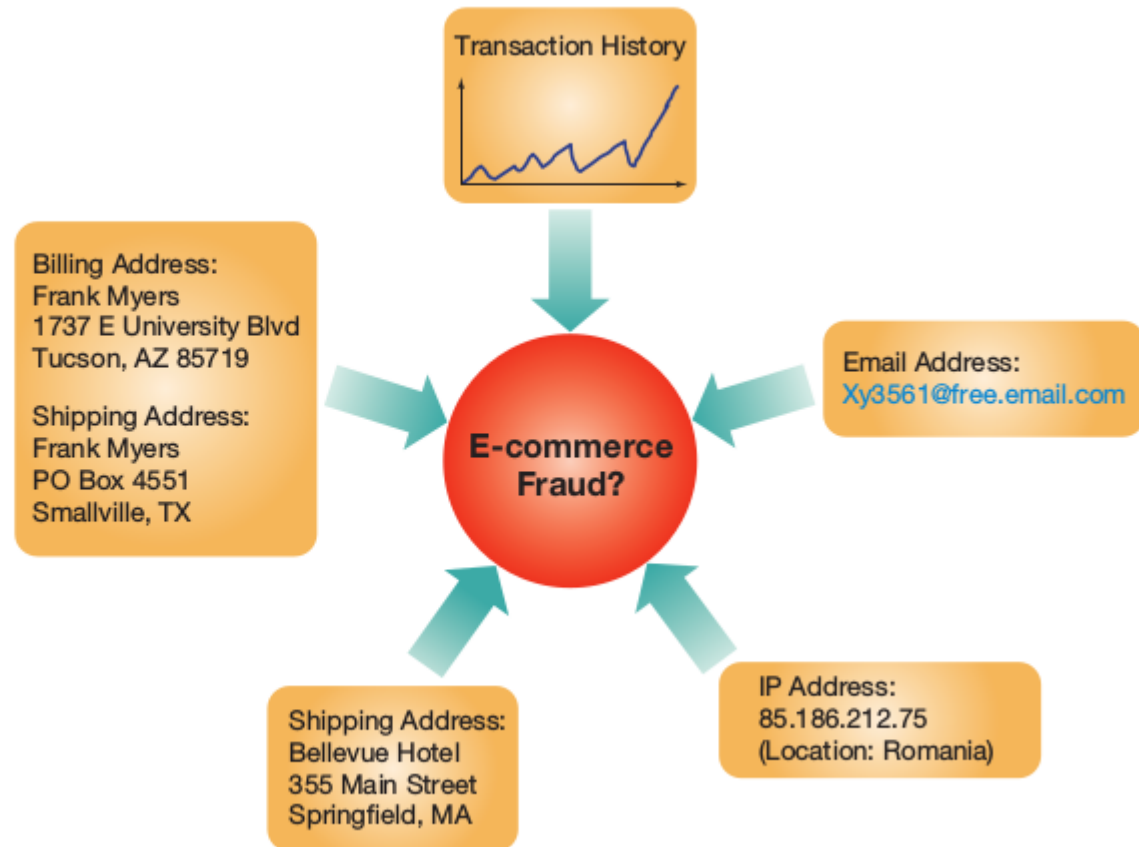 Transaction History
Billing Address:
Frank Myers
1737 E University Blvd
Tucson, AZ 85719
Shipping Address:
Frank Myers
PO Box 4551
Smallville, TX
E-commerce
Fraud?
Email Address:
Xy3561@free.email.com
Shipping Address:
Bellevue Hotel
355 Main Street
Springfield, MA
IP Address:
85.186.212.75
(Location: Romania)